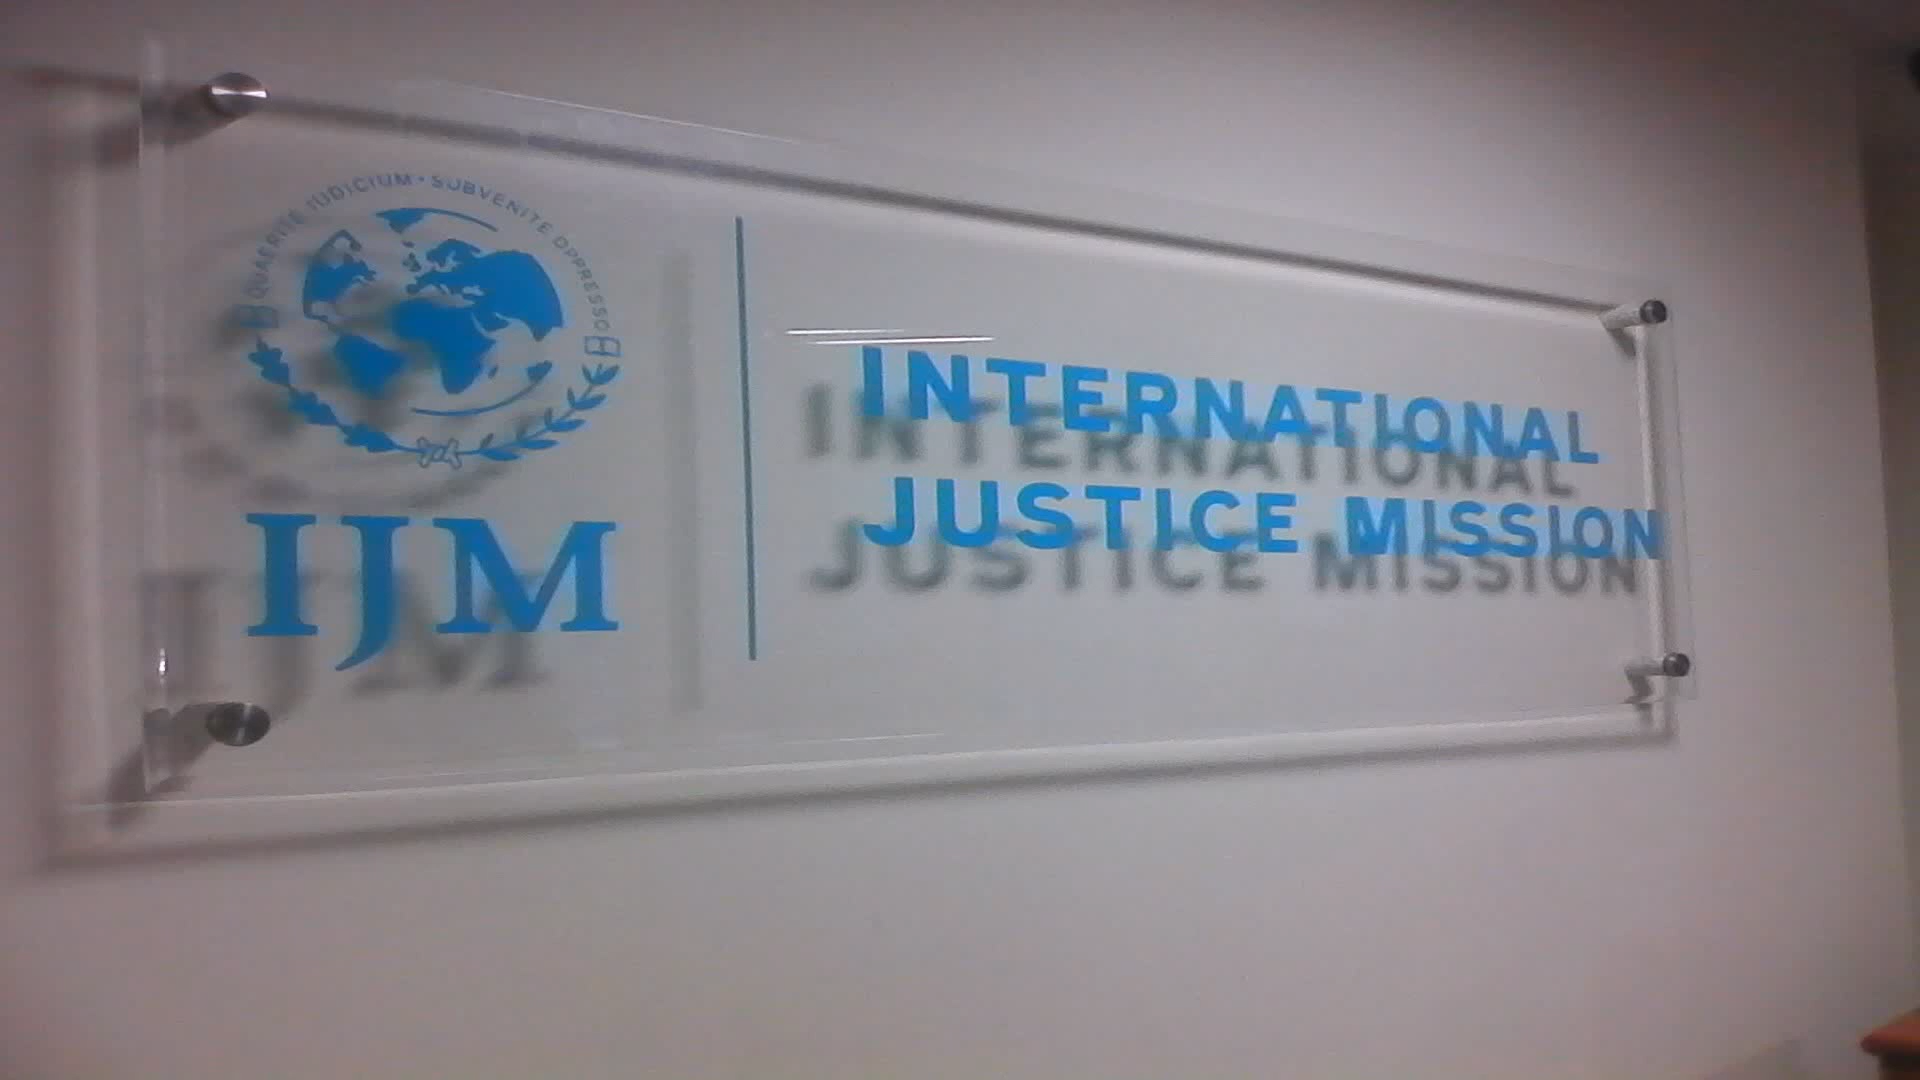 QUAERITE IUDICIUM • SUBVENITE OPPRESSO
IJM
INTERNATIONAL
JUSTICE MISSION